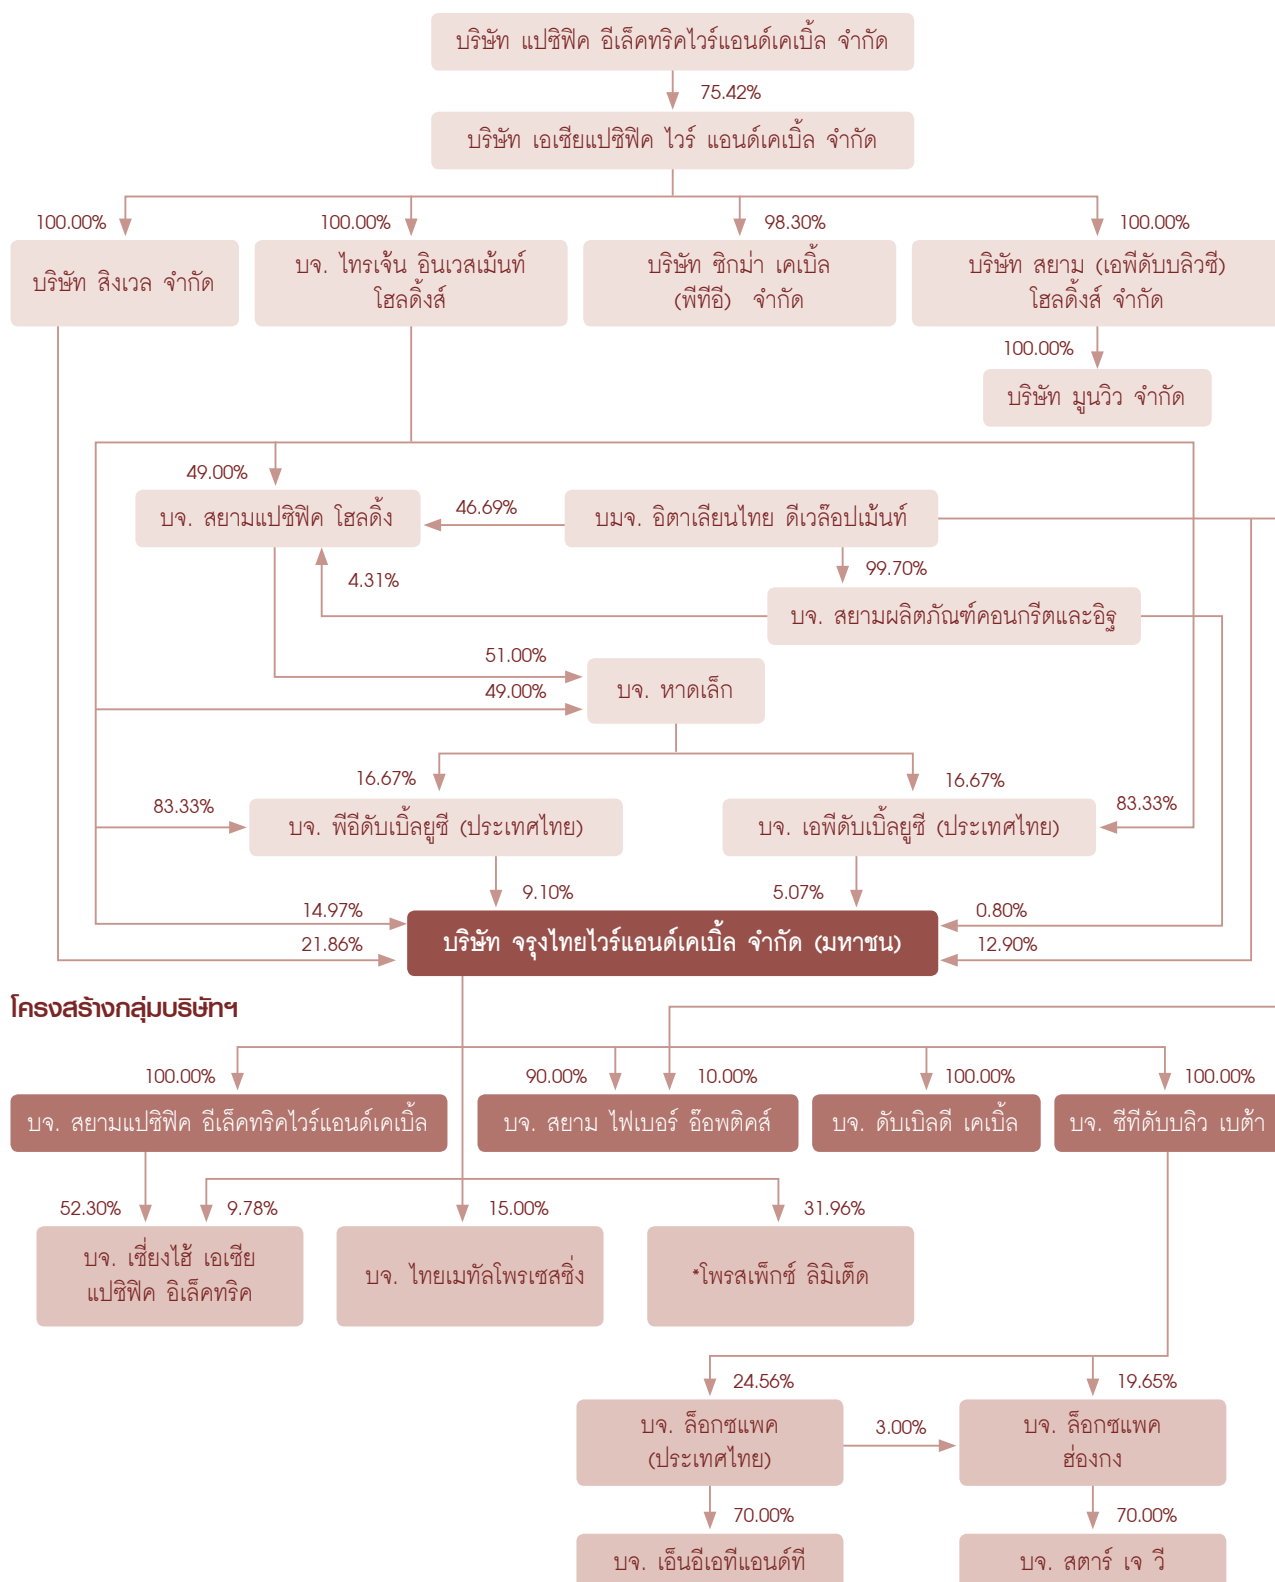 บริษัท แปซิฟิค อีเล็คทริคไวร์แอนด์เคเบิ้ล จำกัด
75.42%
บริษัท เอเซียแปซิฟิค ไวร์ แอนด์เคเบิ้ล จำกัด
100.00%
100.00%
98.30%
100.00%
บริษัท สิงเวล จำกัด
บจ. ไทรเจ้น อินเวสเม้นท์
โฮลดิ้งส์
บริษัท ซิกม่า เคเบิ้ล
(พีทีอี) จำกัด
บริษัท สยาม (เอพีดับบลิวซี)
โฮลดิ้งส์ จำกัด
100.00%
บริษัท มูนวิว จำกัด
49.00%
บจ. สยามแปซิฟิค โฮลดิ้ง
46.69%
บมจ. อิตาเลียนไทย ดีเวล๊อปเม้นท์
4.31%
99.70%
บจ. สยามผลิตภัณฑ์คอนกรีตและอิฐ
51.00%
49.00%
บจ. หาดเล็ก
16.67%
16.67%
83.33%
83.33%
บจ. พีอีดับเบิ้ลยูซี (ประเทศไทย)
บจ. เอพีดับเบิ้ลยูซี (ประเทศไทย)
9.10%
5.07%
14.97%
0.80%
21.86%
12.90%
บริษัท จรุงไทยไวร์แอนด์เคเบิ้ล จำกัด (มหาชน)
โครงสร้างกลุ่มบริษัทฯ
100.00%
90.00%
10.00%
100.00%
100.00%
บจ. สยามแปซิฟิค อีเล็คทริคไวร์แอนด์เคเบิ้ล
บจ. สยาม ไฟเบอร์ อ๊อพติคส์
บจ. ดับเบิลดี เคเบิ้ล
บจ. ซีทีดับบลิว เบต้า
52.30%
9.78%
15.00%
31.96%
บจ. เซี่ยงไฮ้ เอเซีย
แปซิฟิค อิเล็คทริค
บจ. ไทยเมทัลโพรเซสซิ่ง
*โพรสเพ็กซ์ ลิมิเต็ด
24.56%
19.65%
บจ. ล็อกซแพค
(ประเทศไทย)
3.00%
บจ. ล็อกซแพค
ฮ่องกง
70.00%
70.00%
บจ. เอ็นอีเอทีแอนด์ที
บจ. สตาร์ เจ วี